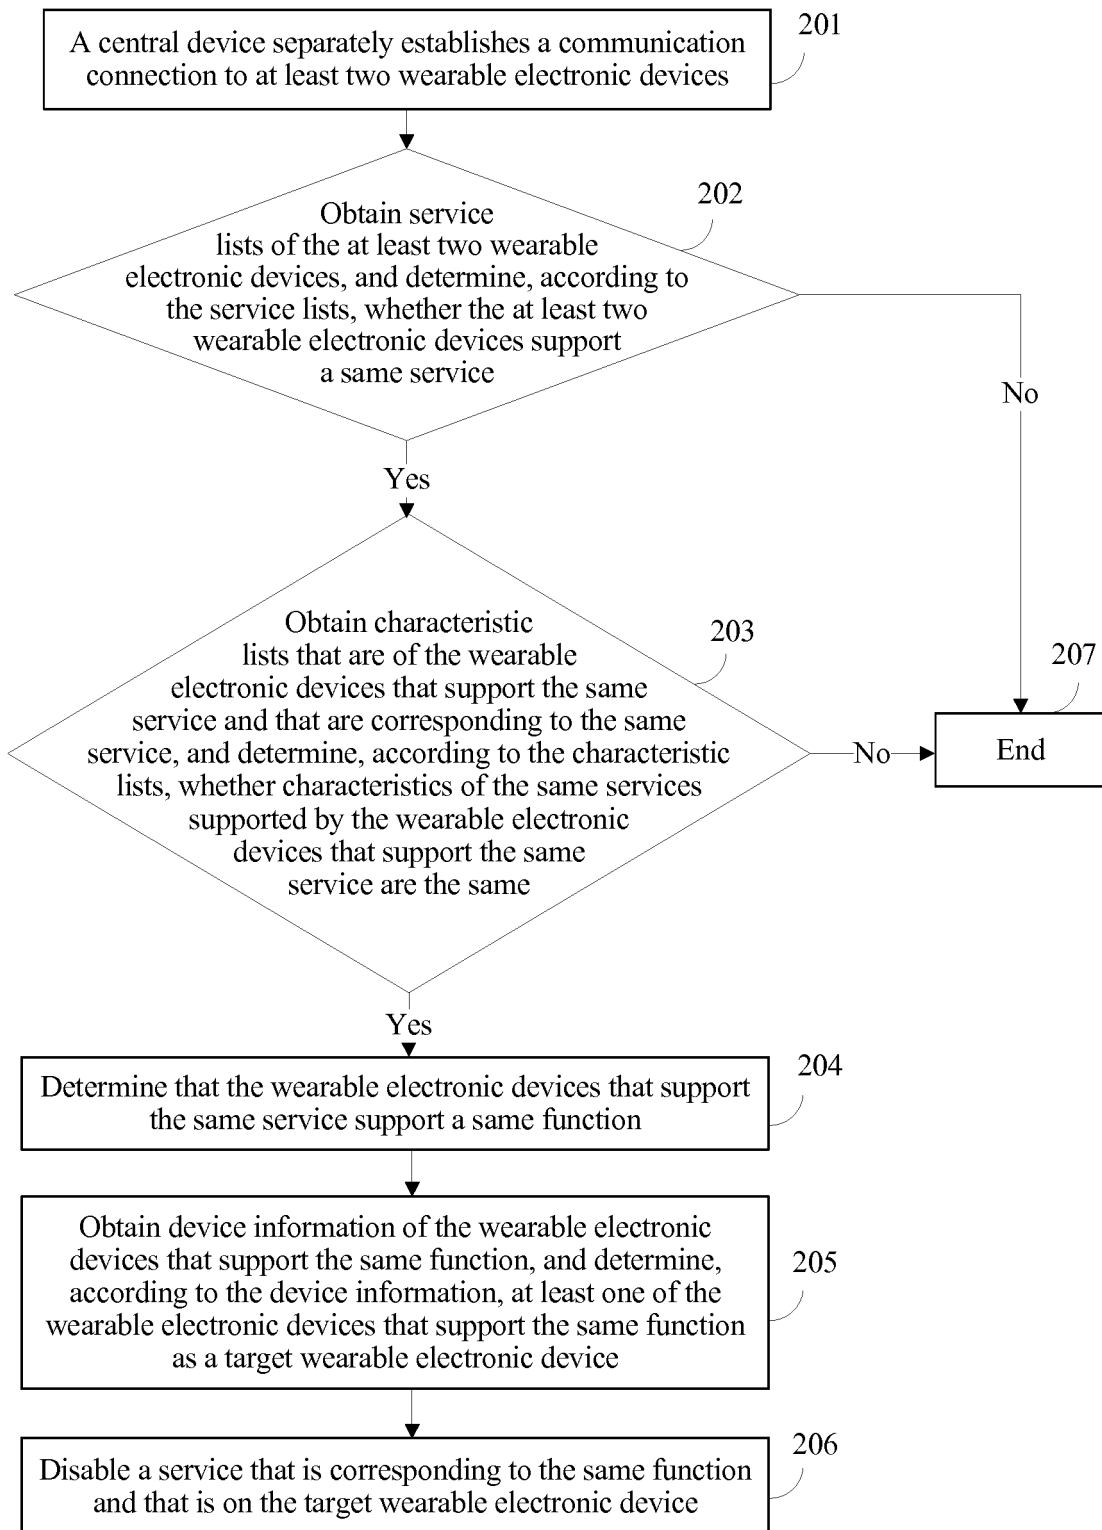 A central device separately establishes a communication
connection to at least two wearable electronic devices
201
Obtain service
lists of the at least two wearable
electronic devices, and determine, according to
the service lists, whether the at least two
wearable electronic devices support
a same service
202
No
Yes
Obtain characteristic
lists that are of the wearable
electronic devices that support the same
service and that are corresponding to the same
service, and determine, according to the characteristic
lists, whether characteristics of the same services
supported by the wearable electronic
devices that support the same
service are the same
203
No
207
End
Yes
Determine that the wearable electronic devices that support
the same service support a same function
204
Obtain device information of the wearable electronic
devices that support the same function, and determine,
according to the device information, at least one of the
wearable electronic devices that support the same function
as a target wearable electronic device
205
Disable a service that is corresponding to the same function
and that is on the target wearable electronic device
206